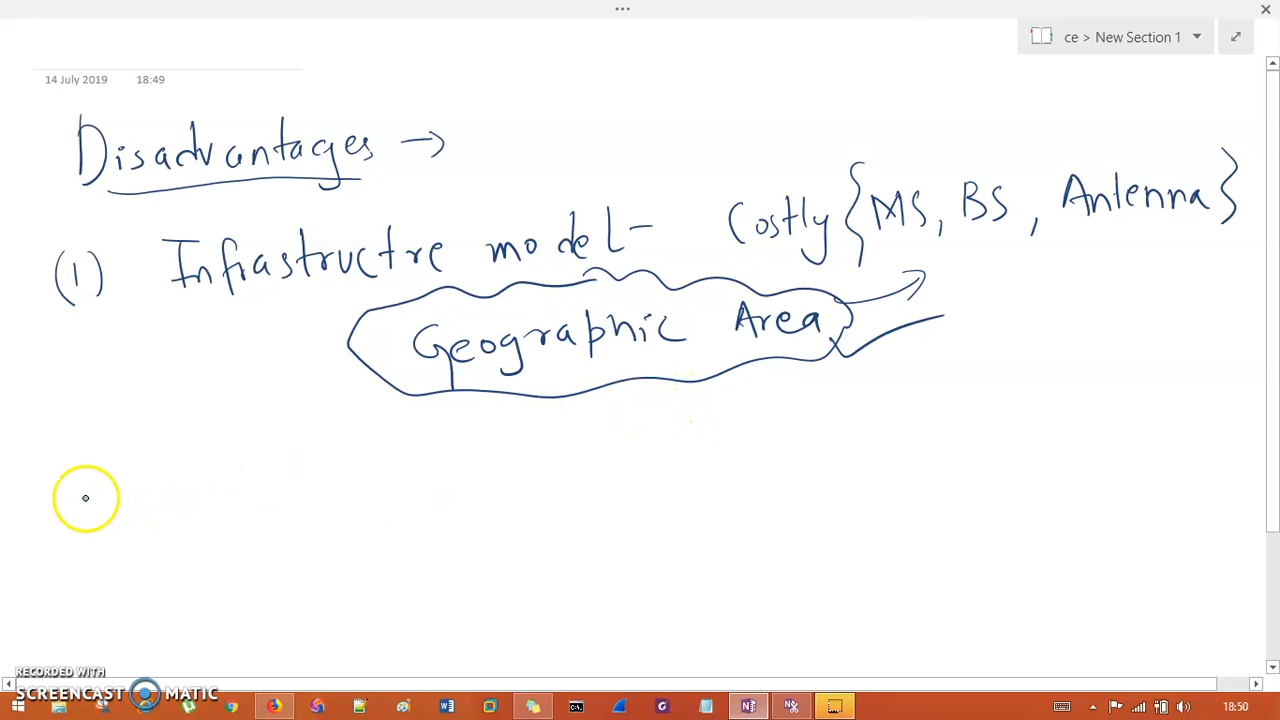 ...
ce > New Section 1
14 July 2019 18:49
Disadvantages →
(1) Infrastructre model- Costly {MS, BS, Antenna}
Geographic Area
RECORDED WITH
SCREENCAST MATIC
18:50